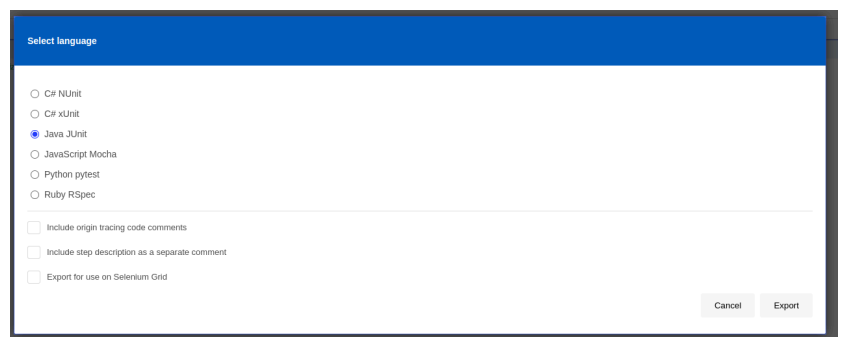 Select language
C# NUnit
C# xUnit
Java JUnit
JavaScript Mocha
Python pytest
Ruby RSpec
Include origin tracing code comments
Include step description as a separate comment
Export for use on Selenium Grid
Cancel Export